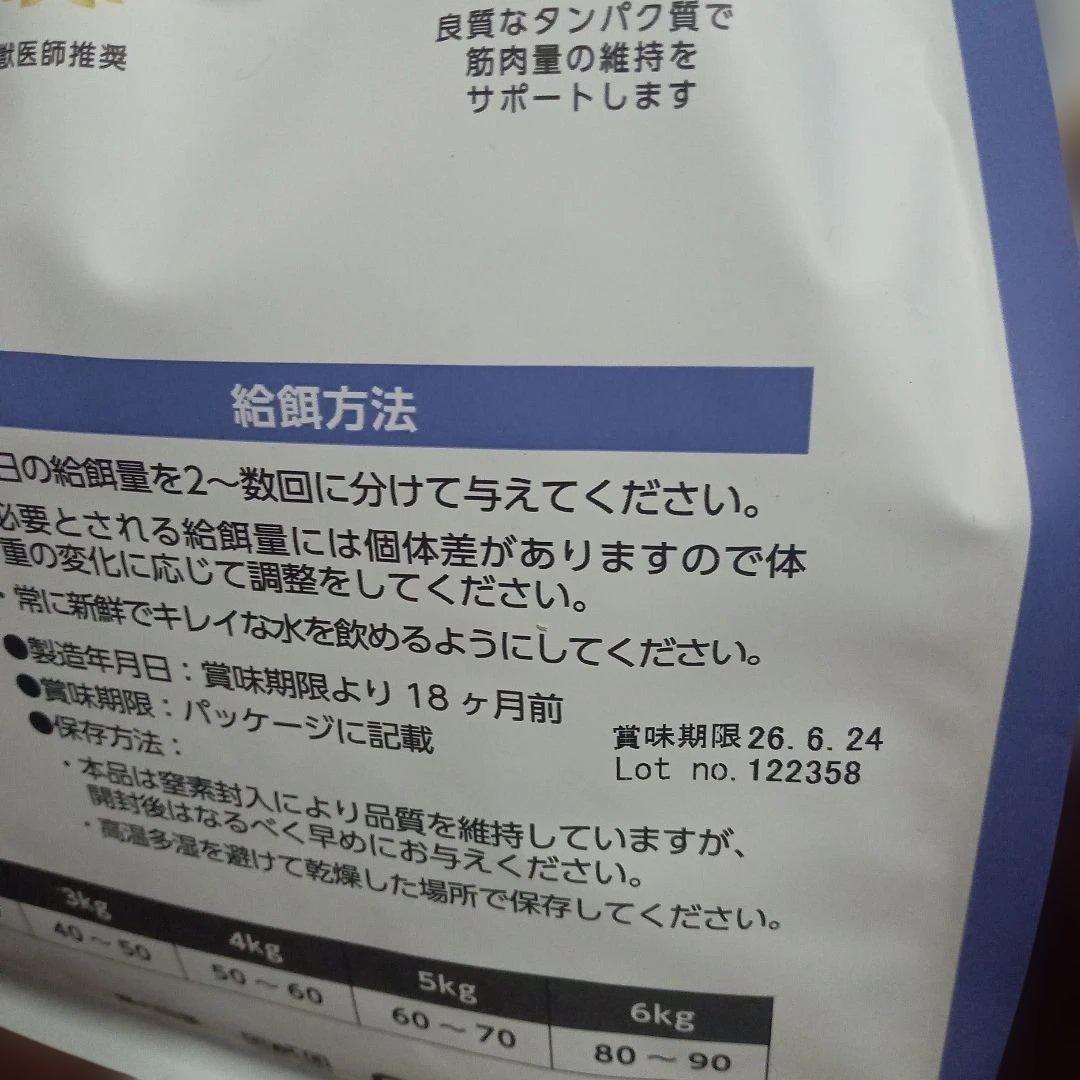 獣医師推奨
良質なタンパク質で
筋肉量の維持を
サポートします
給餌方法
日の給餌量を2～数回に分けて与えてください。
必要とされる給餌量には個体差がありますので体
重の変化に応じて調整をしてください。
・常に新鮮でキレイな水を飲めるようにしてください。
●製造年月日：賞味期限より 18 ヶ月前
●賞味期限：パッケージに記載
賞味期限26. 6. 24
Lot no. 122358
●保存方法：
・本品は窒素封入により品質を維持していますが、
開封後はなるべく早めにお与えください。
・高温多湿を避けて乾燥した場所で保存してください。
3kg 4kg 5kg 6kg
40～50 50～60 60～70 80～90